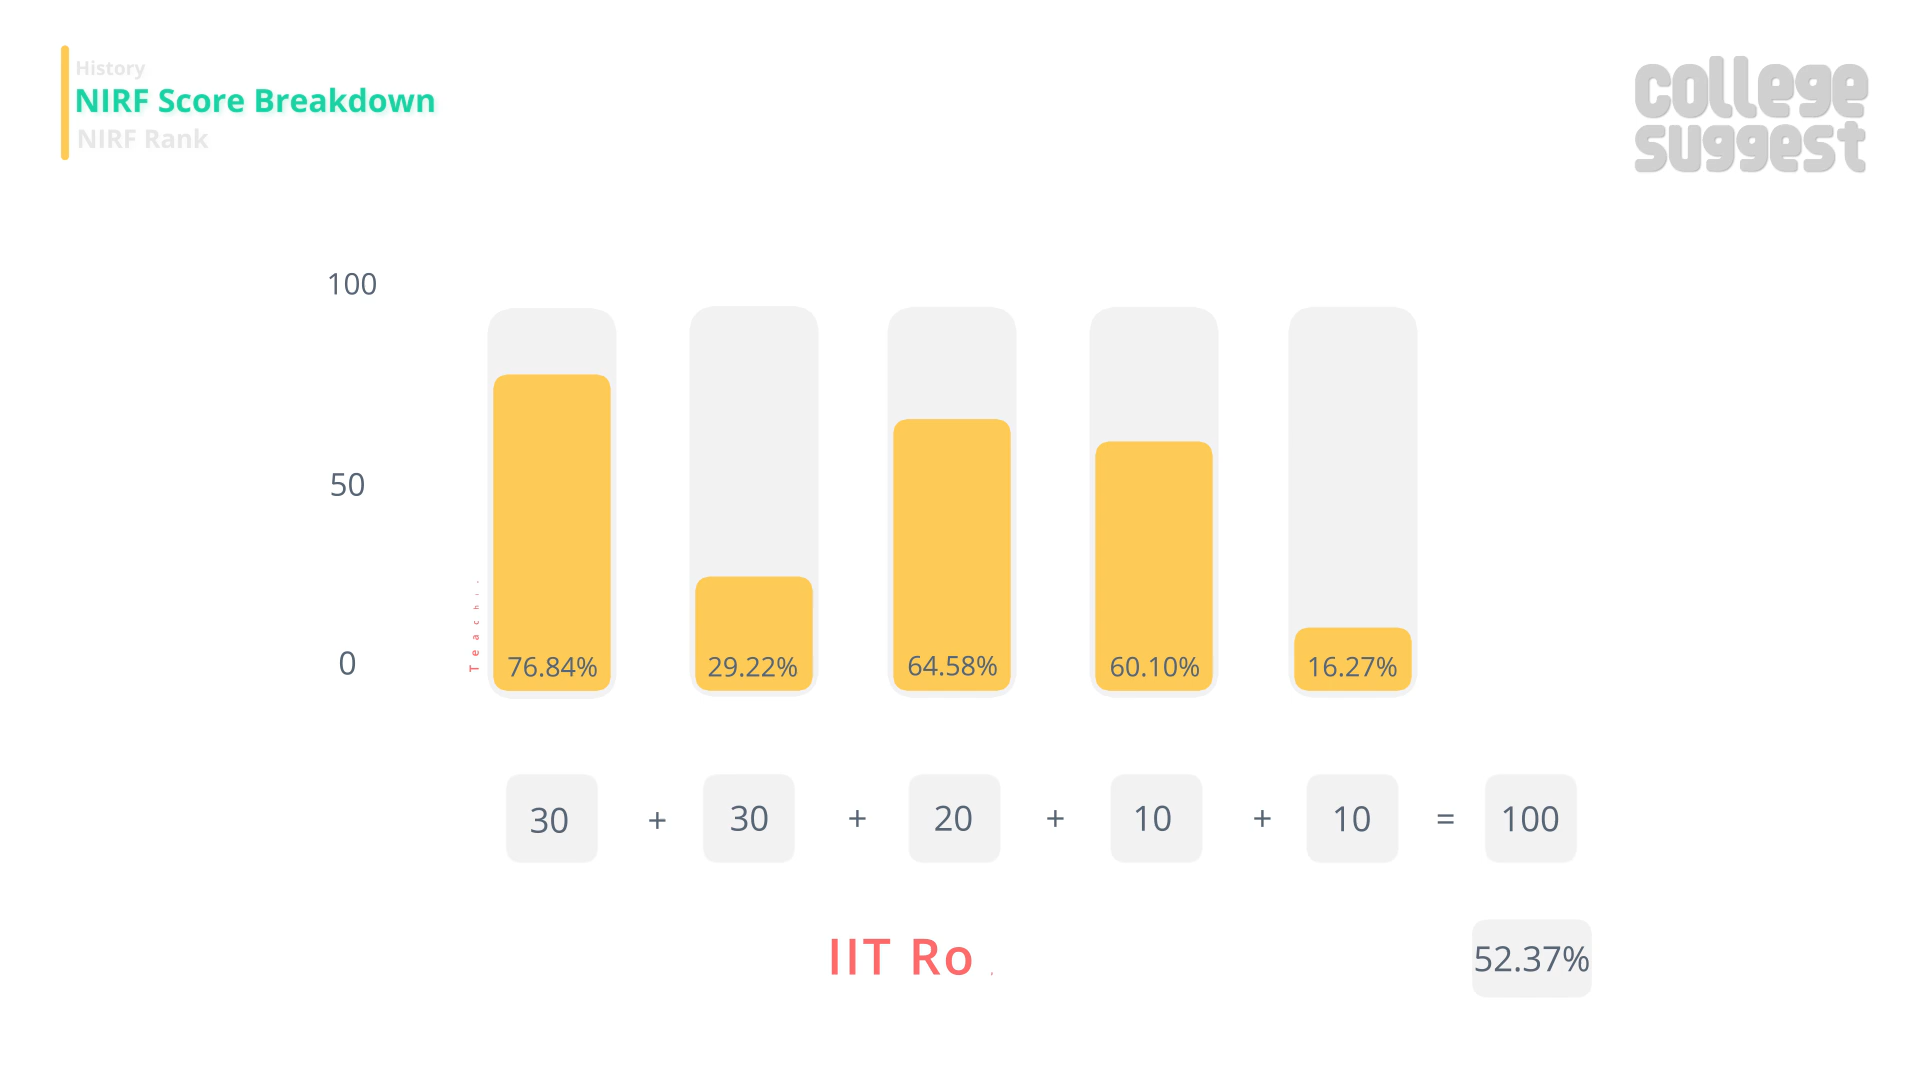 History
NIRF Score Breakdown
NIRF Rank
college
suggest
100
50
0
Teach
76.84% 29.22% 64.58% 60.10% 16.27%
30 + 30 + 20 + 10 + 10 = 100
IIT Ro
52.37%